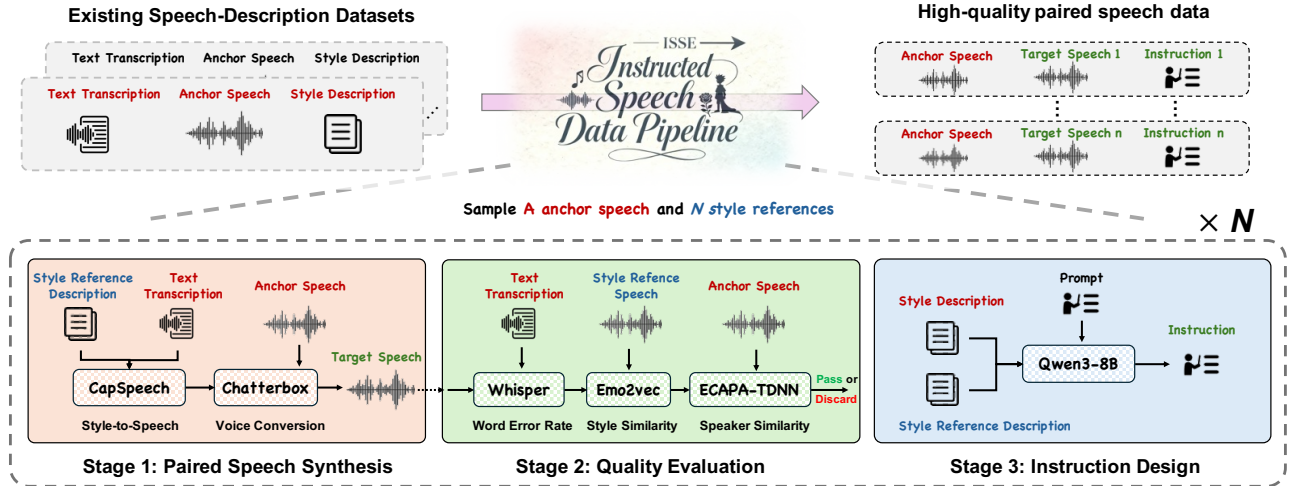 Existing Speech-Description Datasets
Text Transcription Anchor Speech Style Description
Text Transcription Anchor Speech Style Description
ISSE
Instructed
Speech
Data Pipeline
High-quality paired speech data
Anchor Speech Target Speech 1 Instruction 1
Anchor Speech Target Speech n Instruction n
Sample A anchor speech and N style references
× N
Style Reference
Description
Text
Transcription
Anchor Speech
Target Speech
CapSpeech
Chatterbox
Style-to-Speech
Voice Conversion
Stage 1: Paired Speech Synthesis
Text
Transcription
Style Refence
Speech
Anchor Speech
Whisper
Emo2vec
ECAPA-TDNN
Pass or
Discard
Word Error Rate
Style Similarity
Speaker Similarity
Stage 2: Quality Evaluation
Prompt
Style Description
Instruction
Qwen3-8B
Style Reference Description
Stage 3: Instruction Design